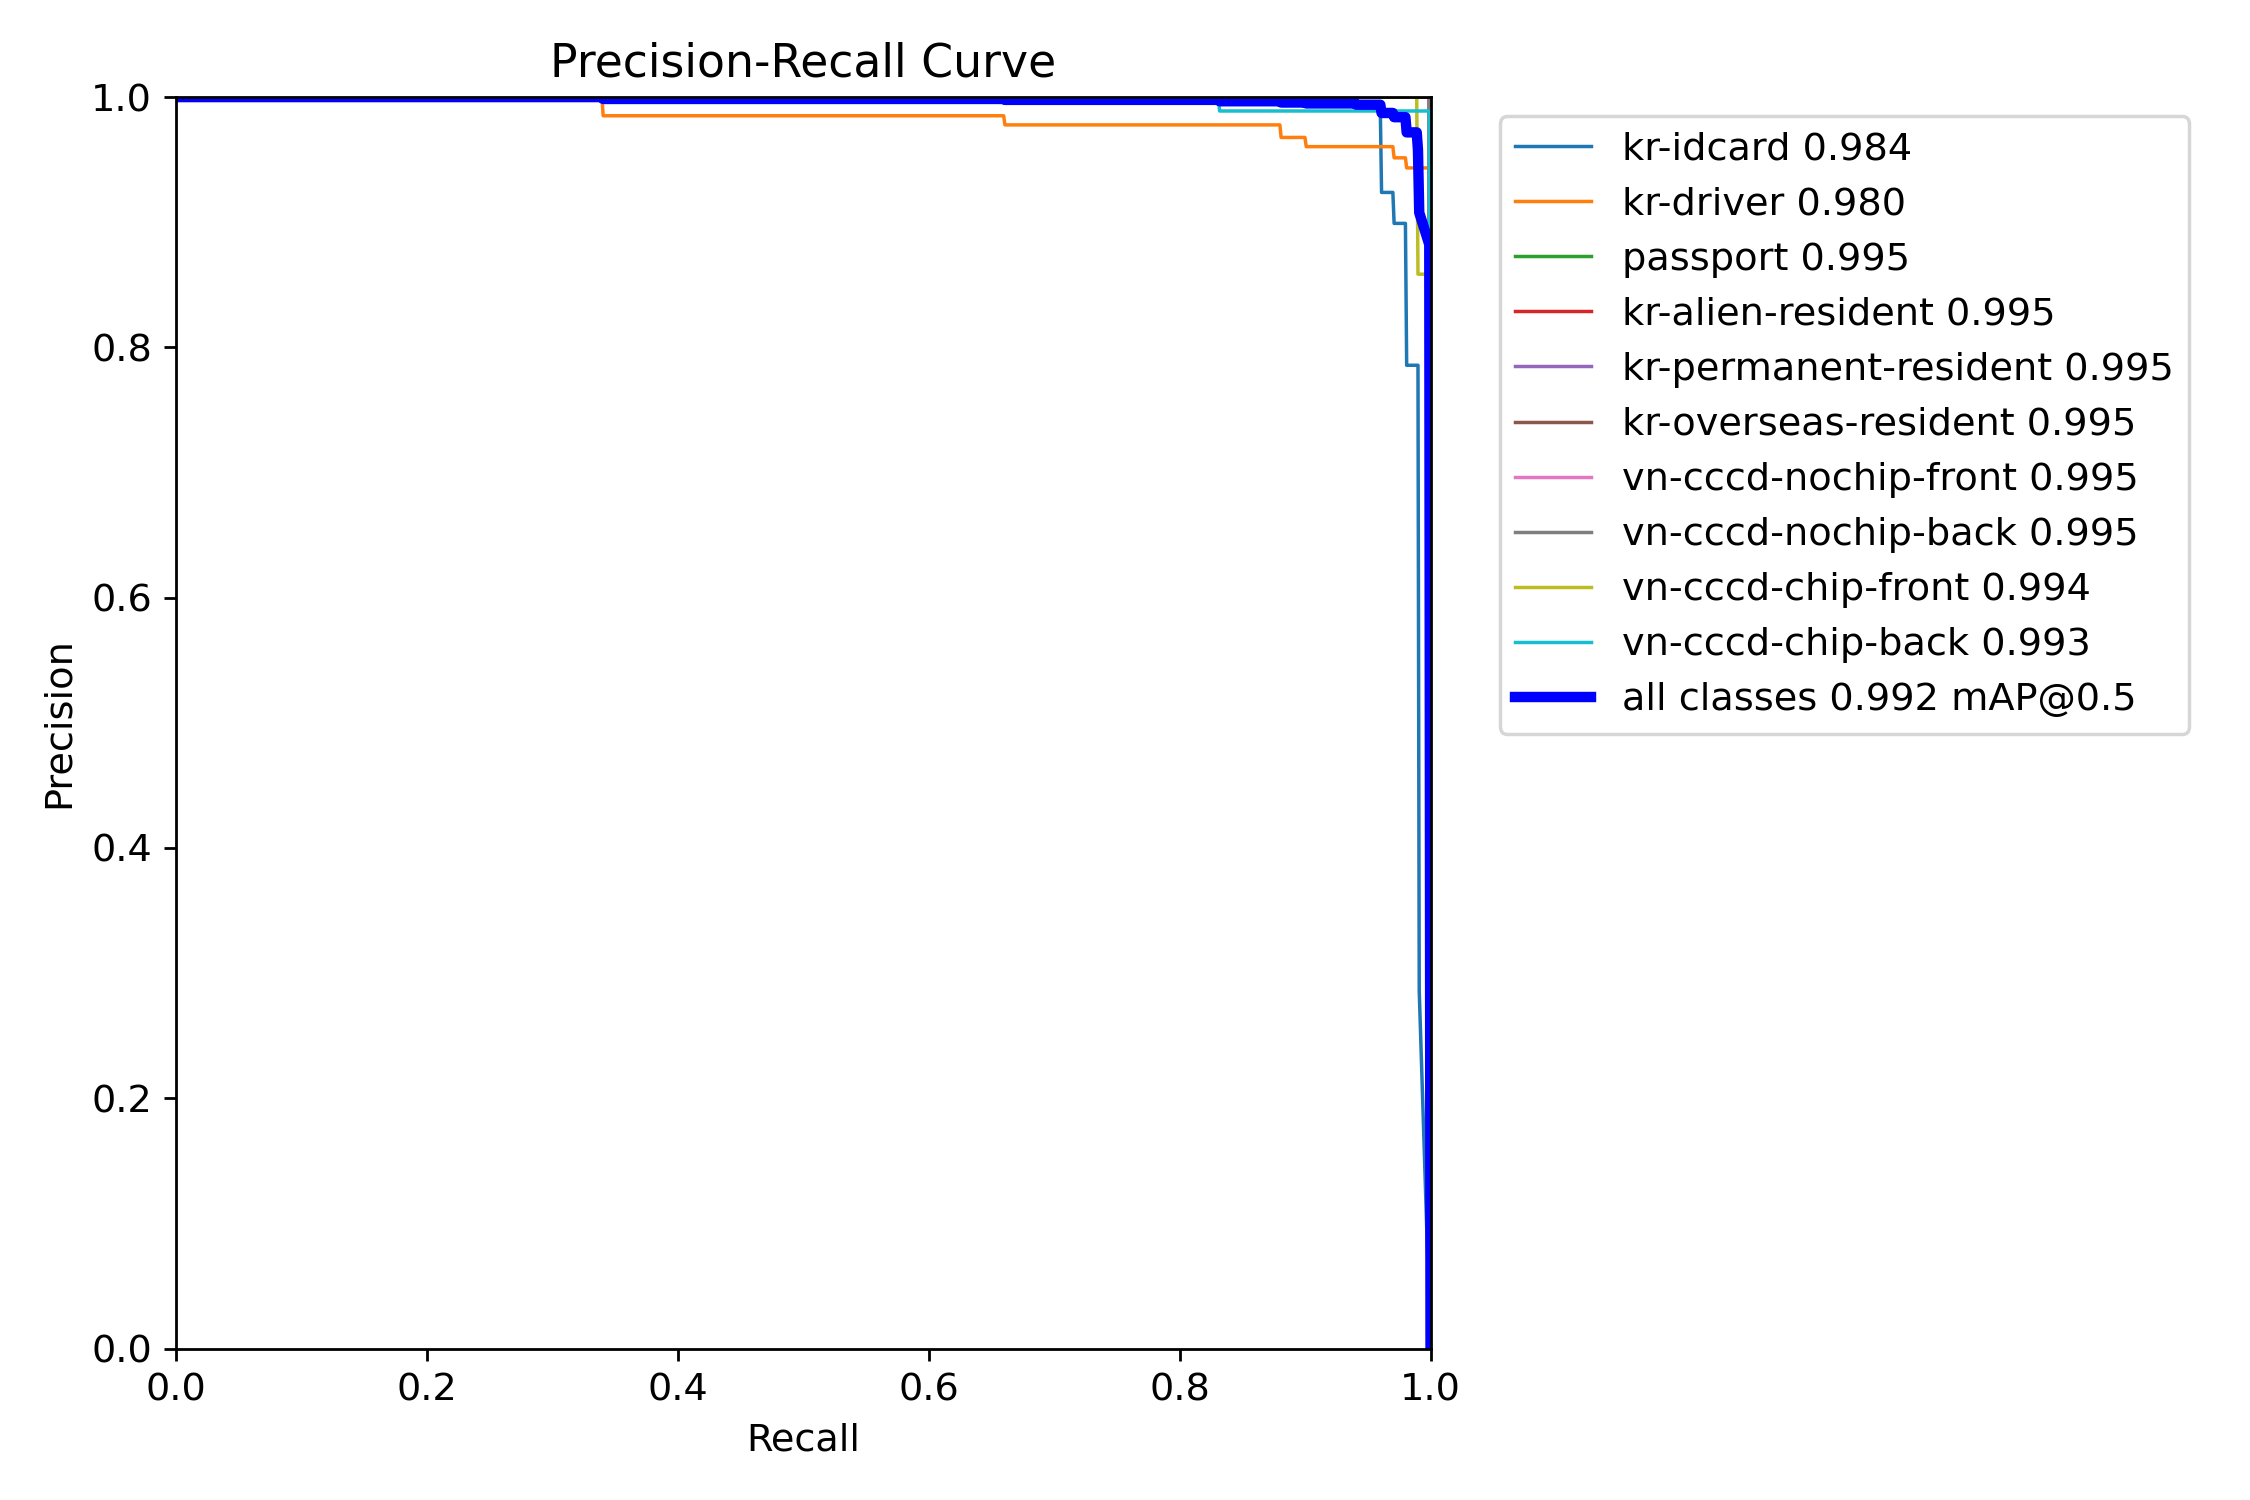 Precision-Recall Curve
1.0
0.8
0.6
0.4
0.2
0.0
Precision
0.0 0.2 0.4 0.6 0.8 1.0
Recall
kr-idcard 0.984
kr-driver 0.980
passport 0.995
kr-alien-resident 0.995
kr-permanent-resident 0.995
kr-overseas-resident 0.995
vn-cccd-nochip-front 0.995
vn-cccd-nochip-back 0.995
vn-cccd-chip-front 0.994
vn-cccd-chip-back 0.993
all classes 0.992 mAP@0.5